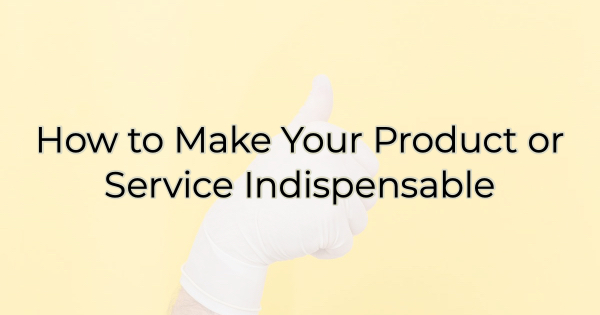 How to Make Your Product or
Service Indispensable